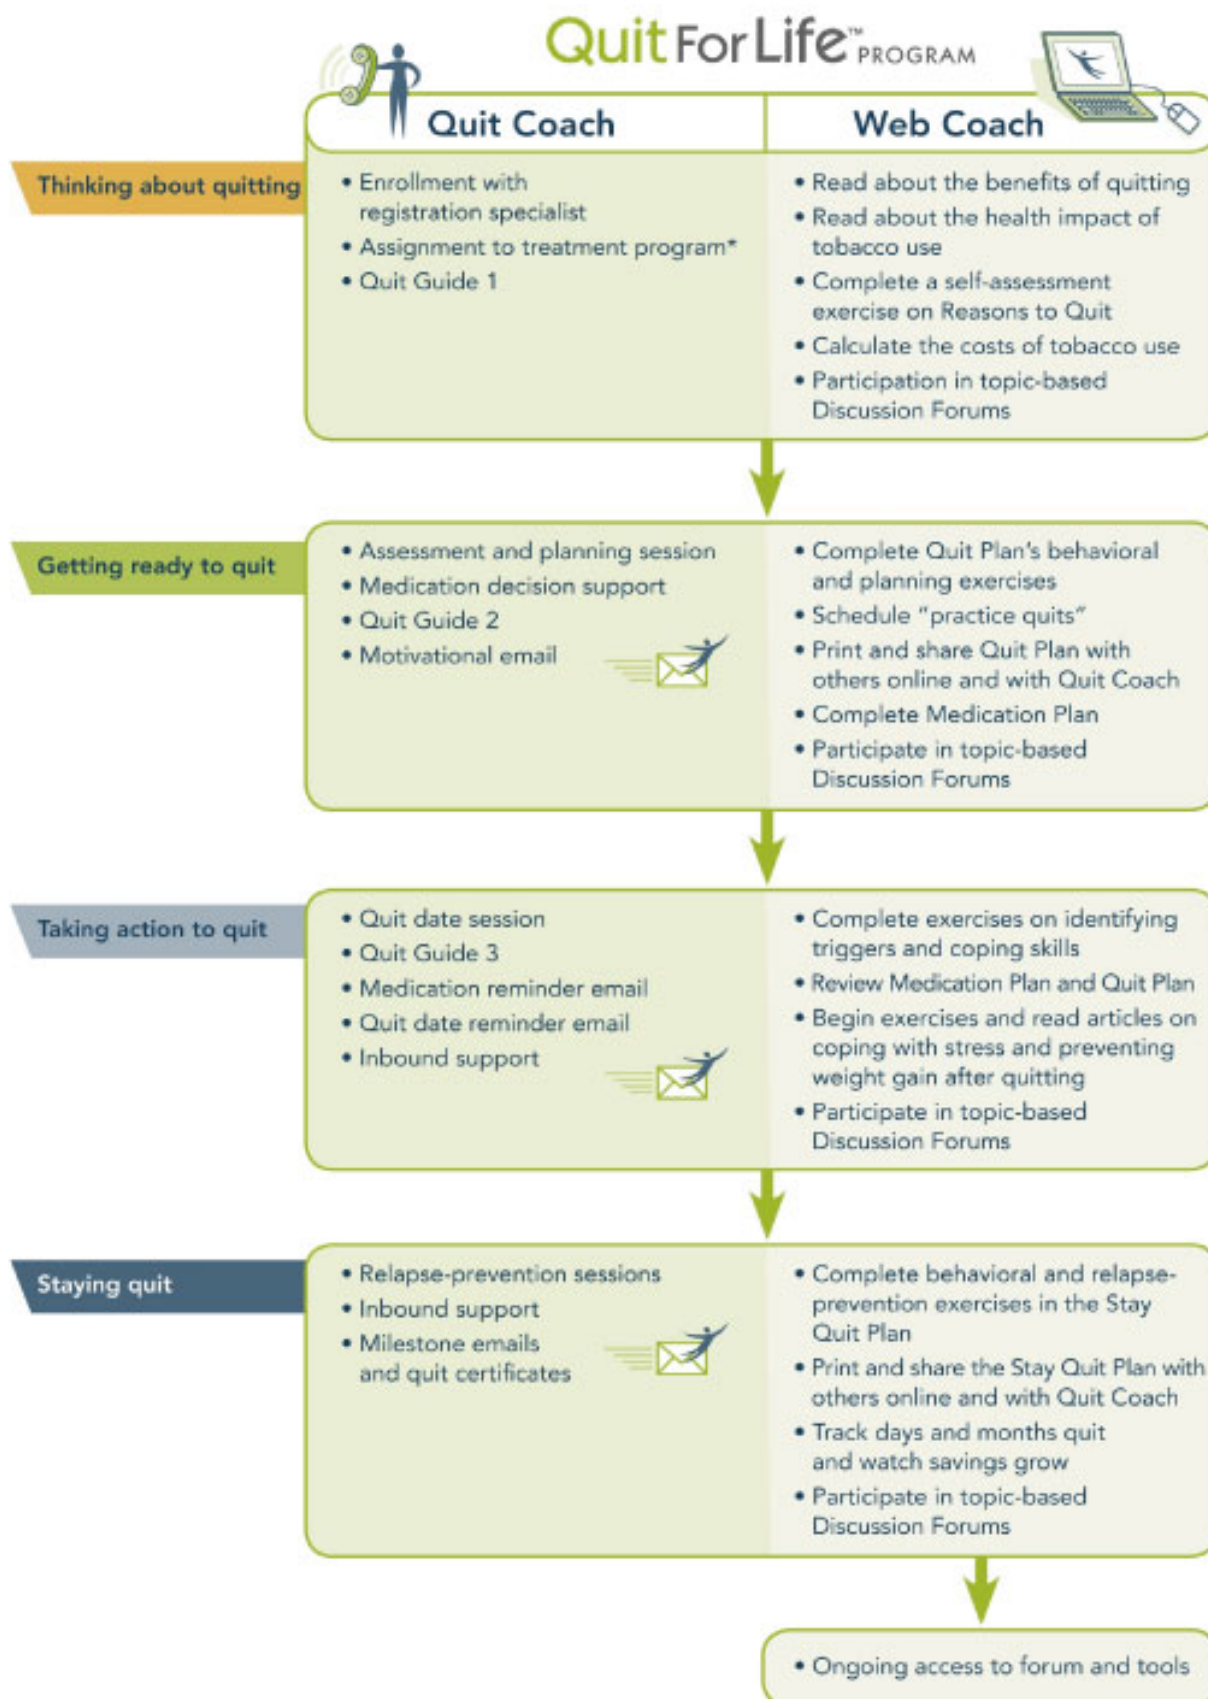 Quit For Life™ PROGRAM
Quit Coach
Web Coach
Thinking about quitting
• Enrollment with
registration specialist
• Assignment to treatment program*
• Quit Guide 1
• Read about the benefits of quitting
• Read about the health impact of
tobacco use
• Complete a self-assessment
exercise on Reasons to Quit
• Calculate the costs of tobacco use
• Participation in topic-based
Discussion Forums
Getting ready to quit
• Assessment and planning session
• Medication decision support
• Quit Guide 2
• Motivational email
• Complete Quit Plan's behavioral
and planning exercises
• Schedule "practice quits"
• Print and share Quit Plan with
others online and with Quit Coach
• Complete Medication Plan
• Participate in topic-based
Discussion Forums
Taking action to quit
• Quit date session
• Quit Guide 3
• Medication reminder email
• Quit date reminder email
• Inbound support
• Complete exercises on identifying
triggers and coping skills
• Review Medication Plan and Quit Plan
• Begin exercises and read articles on
coping with stress and preventing
weight gain after quitting
• Participate in topic-based
Discussion Forums
Staying quit
• Relapse-prevention sessions
• Inbound support
• Milestone emails
and quit certificates
• Complete behavioral and relapse-
prevention exercises in the Stay
Quit Plan
• Print and share the Stay Quit Plan with
others online and with Quit Coach
• Track days and months quit
and watch savings grow
• Participate in topic-based
Discussion Forums
• Ongoing access to forum and tools